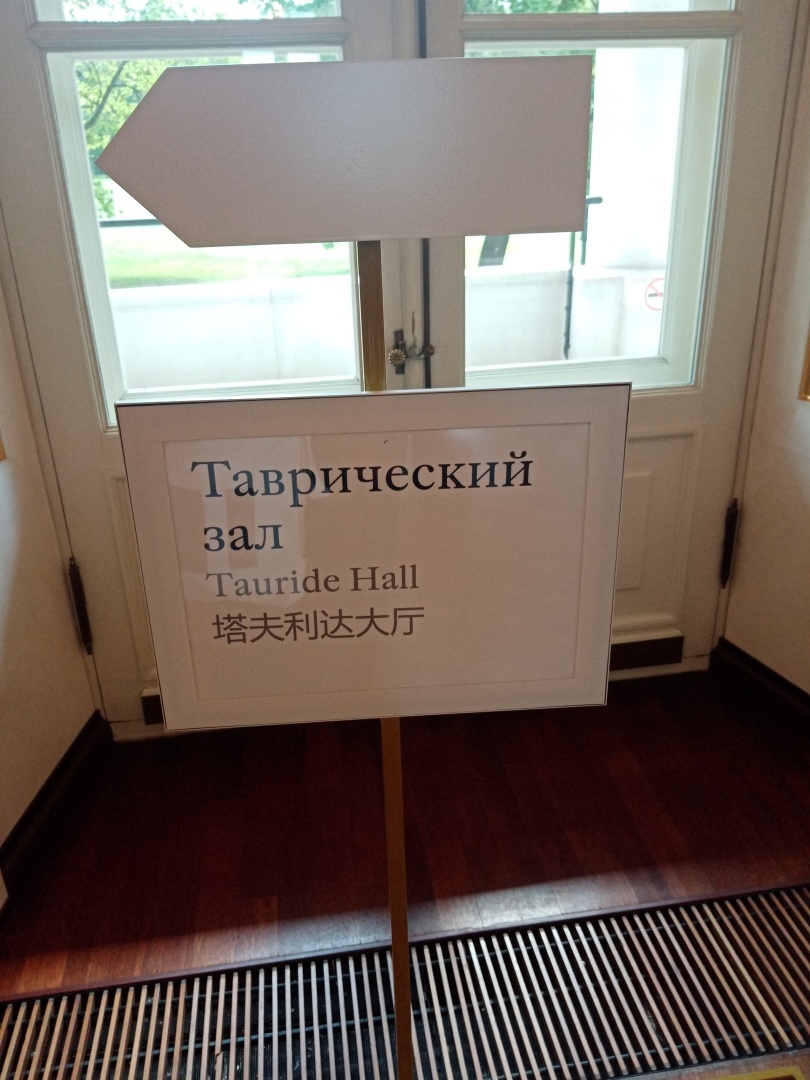 Таврический
зал
Tauride Hall
塔夫利达大厅